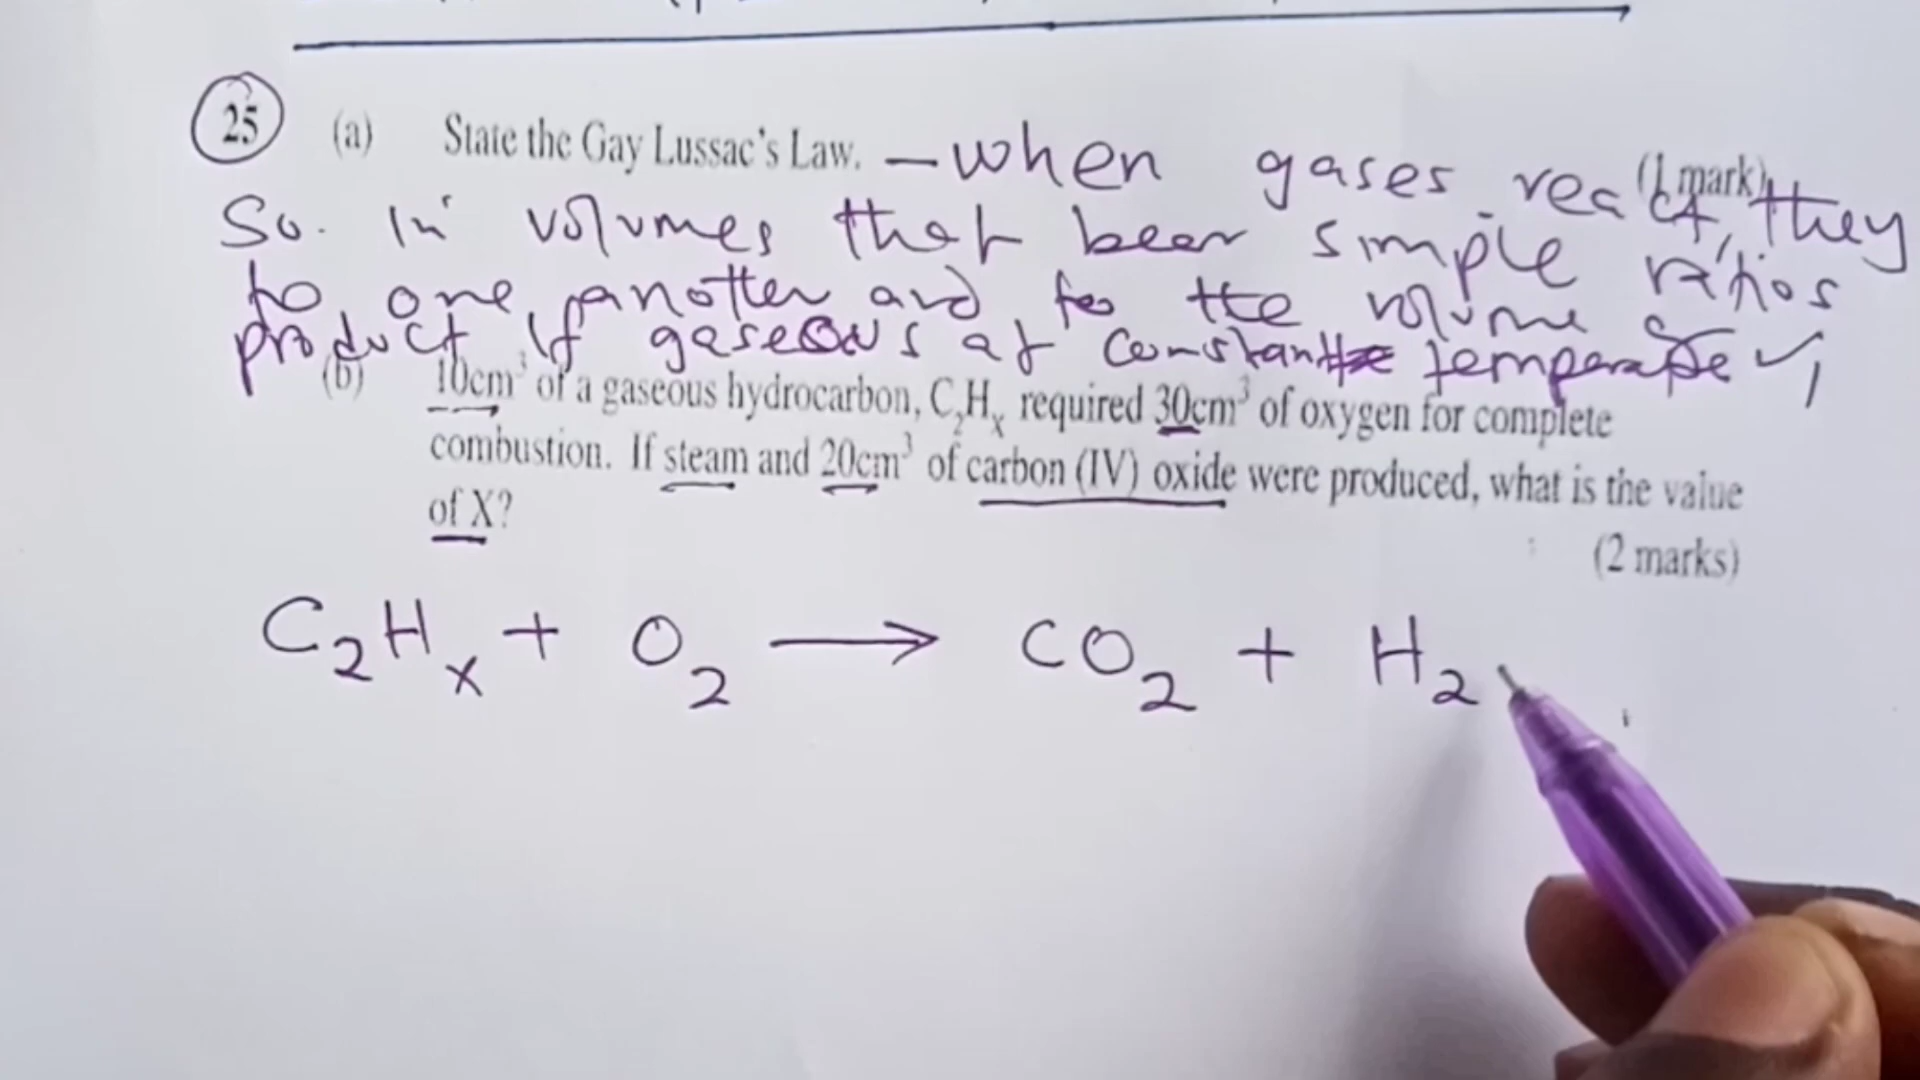 25 (a) State the Gay Lussac's Law. – when gases react, they (1 mark)
So. in volumes that bear simple ratios
to one another and to the volume of
product if gaseous at constant temperature
(b) 10cm³ of a gaseous hydrocarbon, C₂Hₓ required 30cm³ of oxygen for complete
combustion. If steam and 20cm³ of carbon (IV) oxide were produced, what is the value
of X?
(2 marks)
C₂Hₓ + O₂ → CO₂ + H₂